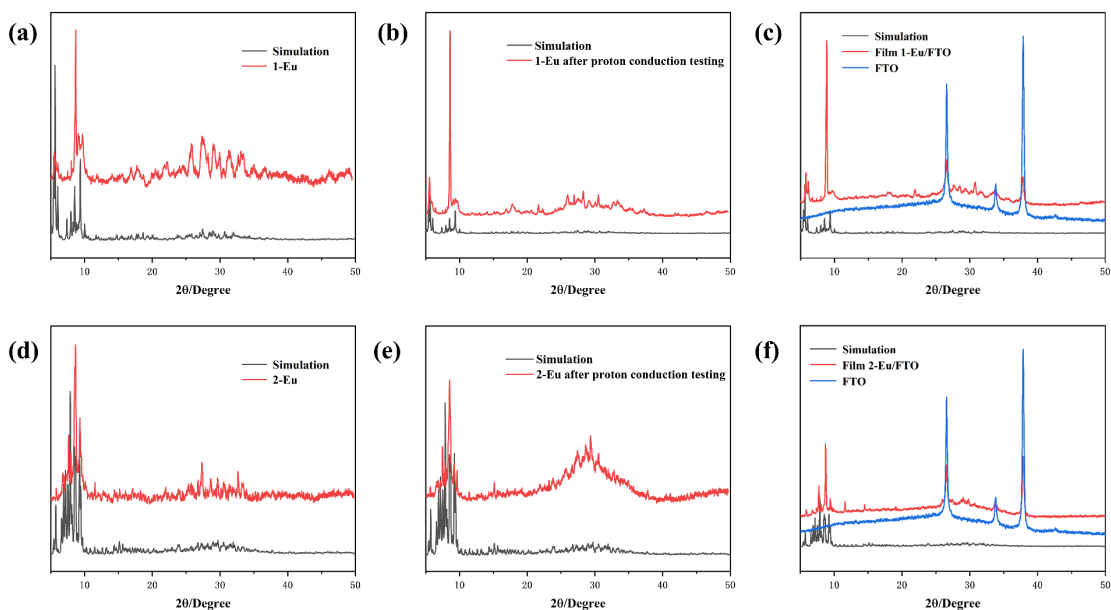 (a)
Simulation
1-Eu
10 20 30 40 50
2θ/Degree
(b)
Simulation
1-Eu after proton conduction testing
10 20 30 40 50
2θ/Degree
(c)
Simulation
Film 1-Eu/FTO
FTO
10 20 30 40 50
2θ/Degree
(d)
Simulation
2-Eu
10 20 30 40 50
2θ/Degree
(e)
Simulation
2-Eu after proton conduction testing
10 20 30 40 50
2θ/Degree
(f)
Simulation
Film 2-Eu/FTO
FTO
10 20 30 40 50
2θ/Degree